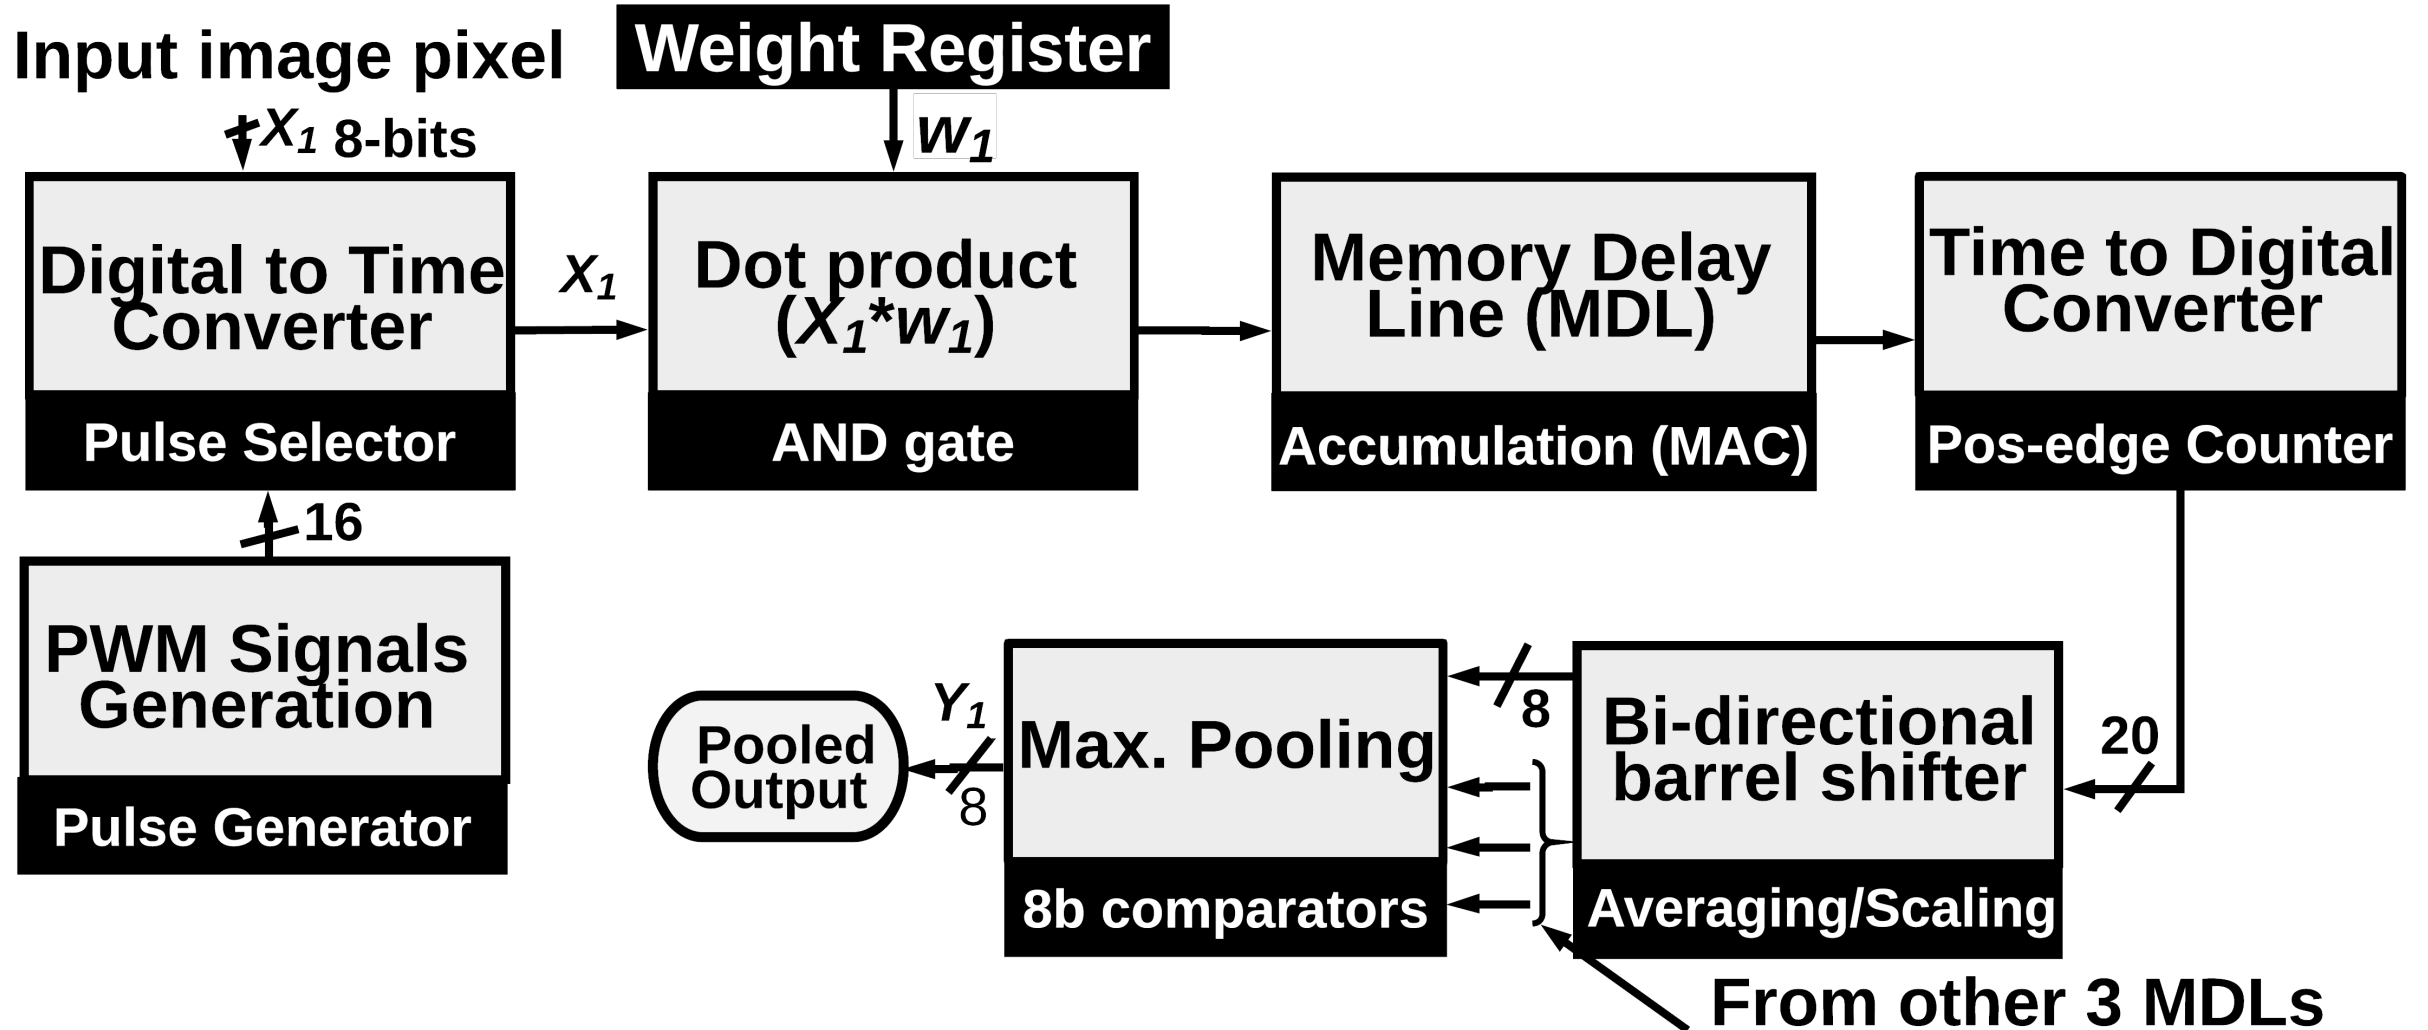 Input image pixel
X1 8-bits
Weight Register
w1
Digital to Time
Converter
Pulse Selector
X1
Dot product
(X1*w1)
AND gate
Memory Delay
Line (MDL)
Accumulation (MAC)
Time to Digital
Converter
Pos-edge Counter
16
PWM Signals
Generation
Pulse Generator
Pooled
Output
Y1
8
Max. Pooling
8b comparators
8
Bi-directional
barrel shifter
Averaging/Scaling
20
From other 3 MDLs